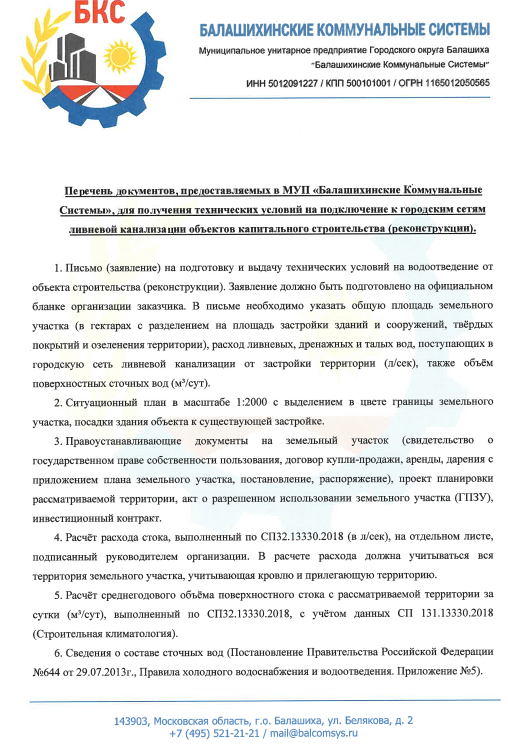 БКС
БАЛАШИХИНСКИЕ КОММУНАЛЬНЫЕ СИСТЕМЫ
Муниципальное унитарное предприятие Городского округа Балашиха
"Балашихинские Коммунальные Системы"
ИНН 5012091227 / КПП 500101001 / ОГРН 1165012050565
Перечень документов, предоставляемых в МУП «Балашихинские Коммунальные
Системы», для получения технических условий на подключение к городским сетям
ливневой канализации объектов капитального строительства (реконструкции).
1. Письмо (заявление) на подготовку и выдачу технических условий на водоотведение от
объекта строительства (реконструкции). Заявление должно быть подготовлено на официальном
бланке организации заказчика. В письме необходимо указать общую площадь земельного
участка (в гектарах с разделением на площадь застройки зданий и сооружений, твёрдых
покрытий и озеленения территории), расход ливневых, дренажных и талых вод, поступающих в
городскую сеть ливневой канализации от застройки территории (л/сек), также объём
поверхностных сточных вод (м³/сут).
2. Ситуационный план в масштабе 1:2000 с выделением в цвете границы земельного
участка, посадки здания объекта к существующей застройке.
3. Правоустанавливающие документы на земельный участок (свидетельство о
государственном праве собственности пользования, договор купли-продажи, аренды, дарения с
приложением плана земельного участка, постановление, распоряжение), проект планировки
рассматриваемой территории, акт о разрешенном использовании земельного участка (ГПЗУ),
инвестиционный контракт.
4. Расчёт расхода стока, выполненный по СП32.13330.2018 (в л/сек), на отдельном листе,
подписанный руководителем организации. В расчете расхода должна учитываться вся
территория земельного участка, учитывающая кровлю и прилегающую территорию.
5. Расчёт среднегодового объёма поверхностного стока с рассматриваемой территории за
сутки (м³/сут), выполненный по СП32.13330.2018, с учётом данных СП 131.13330.2018
(Строительная климатология).
6. Сведения о составе сточных вод (Постановление Правительства Российской Федерации
№644 от 29.07.2013г., Правила холодного водоснабжения и водоотведения. Приложение №5).
143903, Московская область, г.о. Балашиха, ул. Белякова, д. 2
+7 (495) 521-21-21 / mail@balcomsys.ru